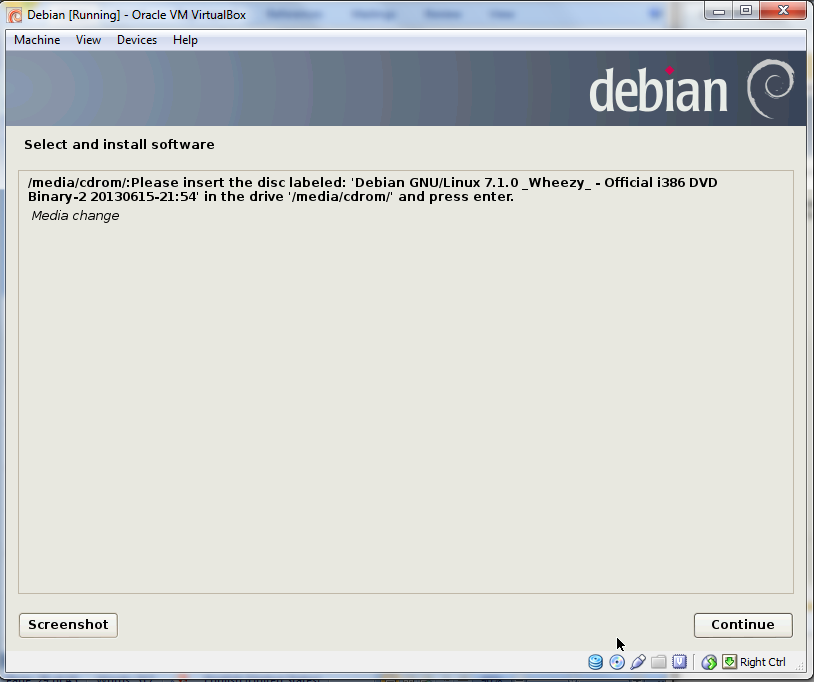 Debian [Running] - Oracle VM VirtualBox
Machine View Devices Help
debian
Select and install software
/media/cdrom/:Please insert the disc labeled: 'Debian GNU/Linux 7.1.0 _Wheezy_ - Official i386 DVD
Binary-2 20130615-21:54' in the drive '/media/cdrom/' and press enter.
Media change
Screenshot
Continue
Right Ctrl